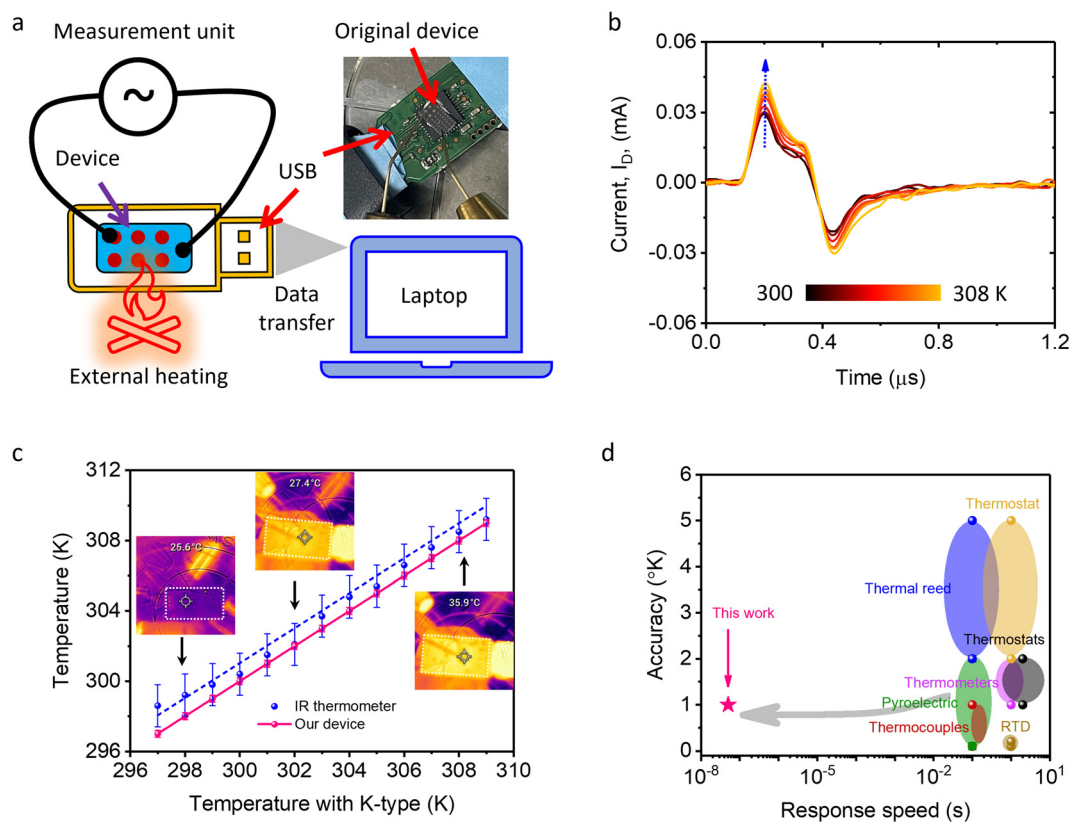 a
Measurement unit
~
Original device
Device
USB
Data
transfer
Laptop
External heating
b
0.06
0.03
0.00
-0.03
-0.06
Current, I_D, (mA)
300
308 K
0.0
0.4
0.8
1.2
Time (μs)
c
312
308
304
300
296
Temperature (K)
25.6°C
27.4°C
35.9°C
IR thermometer
Our device
296 298 300 302 304 306 308 310
Temperature with K-type (K)
d
6
5
4
3
2
1
0
Accuracy (°K)
Thermostat
Thermal reed
This work
Thermostats
Thermometers
Pyroelectric
Thermocouples
RTD
10⁻⁸
10⁻⁵
10⁻²
10¹
Response speed (s)